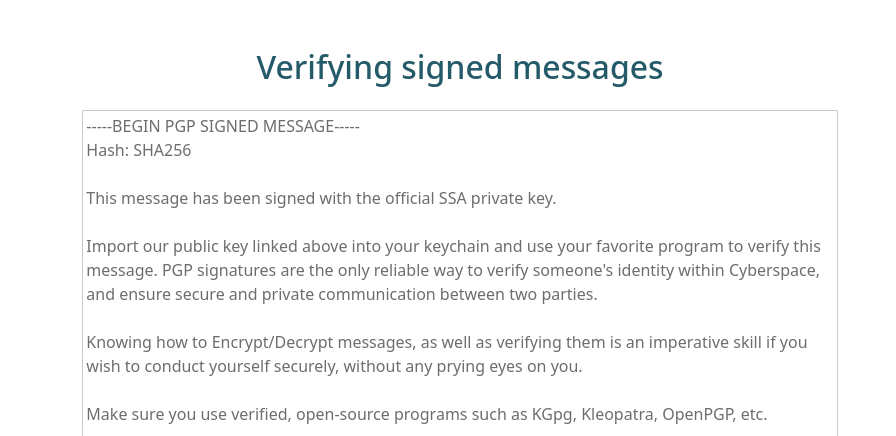 Verifying signed messages
-----BEGIN PGP SIGNED MESSAGE-----
Hash: SHA256
This message has been signed with the official SSA private key.
Import our public key linked above into your keychain and use your favorite program to verify this
message. PGP signatures are the only reliable way to verify someone's identity within Cyberspace,
and ensure secure and private communication between two parties.
Knowing how to Encrypt/Decrypt messages, as well as verifying them is an imperative skill if you
wish to conduct yourself securely, without any prying eyes on you.
Make sure you use verified, open-source programs such as KGpg, Kleopatra, OpenPGP, etc.